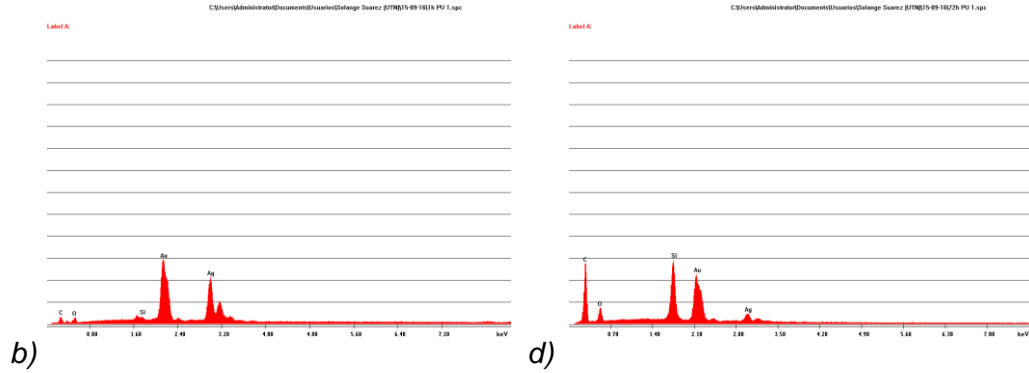 C:\Users\Administrator\Documents\Usuarios\Solange Suarez (UTN)\15-09-16\1h PU 1.spc
Label A:
Au
Ag
C O Si
0.80 1.60 2.40 3.20 4.00 4.80 5.60 6.40 7.20 keV
b)
C:\Users\Administrator\Documents\Usuarios\Solange Suarez (UTN)\15-09-16\72h PU 1.spc
Label A:
C Si
Au
O
Ag
0.70 1.40 2.10 2.80 3.50 4.20 4.90 5.60 6.30 7.00 keV
d)